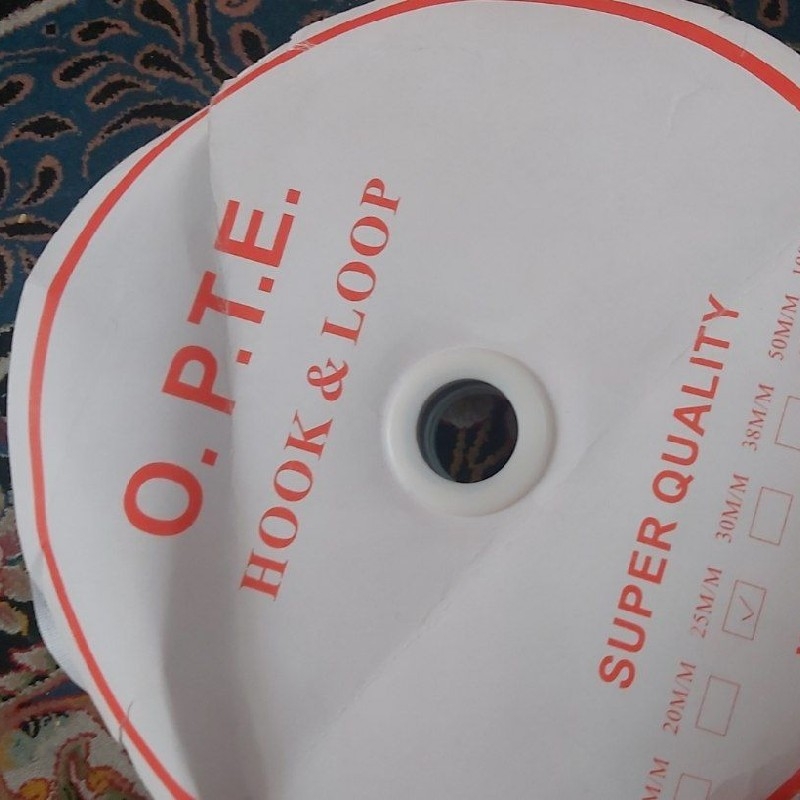 O. P.T.E.
HOOK & LOOP
SUPER QUALITY
M/M 20M/M 25M/M 30M/M 38M/M 50M/M